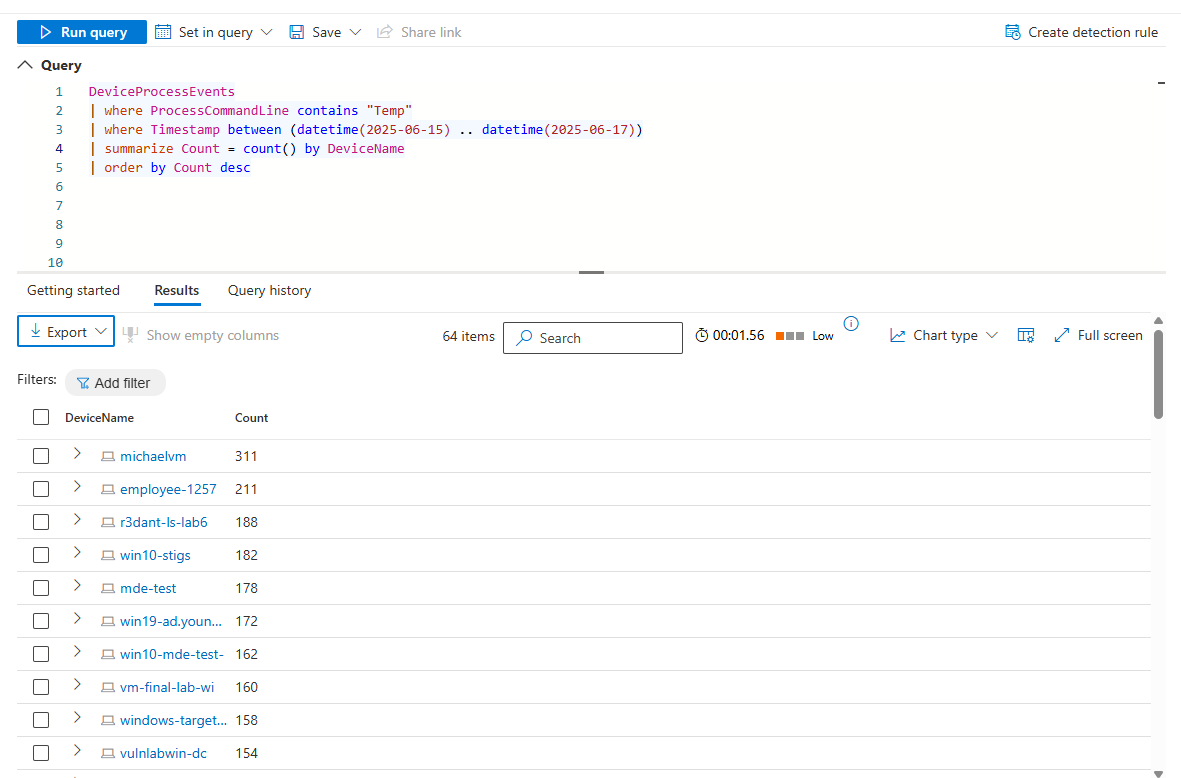 Run query Set in query Save Share link Create detection rule
Query
1 DeviceProcessEvents
2 | where ProcessCommandLine contains "Temp"
3 | where Timestamp between (datetime(2025-06-15) .. datetime(2025-06-17))
4 | summarize Count = count() by DeviceName
5 | order by Count desc
6
7
8
9
10
Getting started Results Query history
Export Show empty columns 64 items Search 00:01.56 Low Chart type Full screen
Filters: Add filter
DeviceName Count
michaelvm 311
employee-1257 211
r3dant-ls-lab6 188
win10-stigs 182
mde-test 178
win19-ad.youn... 172
win10-mde-test- 162
vm-final-lab-wi 160
windows-target... 158
vulnlabwin-dc 154